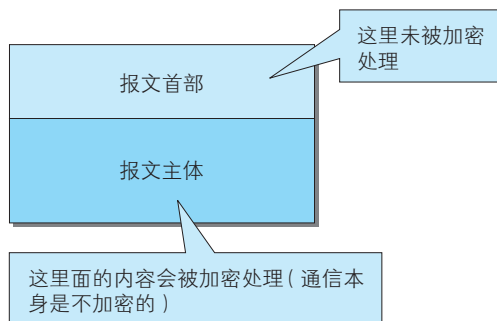 这里未被加密
处理
报文首部
报文主体
这里面的内容会被加密处理(通信本
身是不加密的)